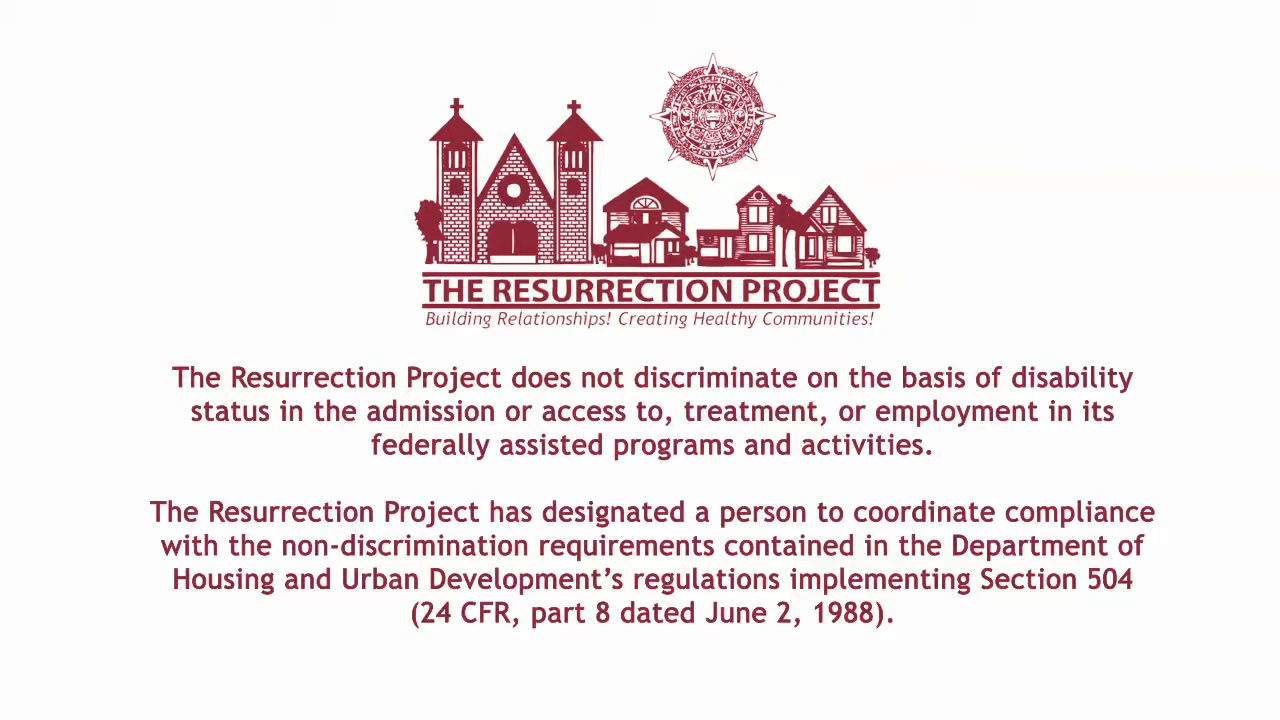 THE RESURRECTION PROJECT
Building Relationships! Creating Healthy Communities!
The Resurrection Project does not discriminate on the basis of disability
status in the admission or access to, treatment, or employment in its
federally assisted programs and activities.
The Resurrection Project has designated a person to coordinate compliance
with the non-discrimination requirements contained in the Department of
Housing and Urban Development’s regulations implementing Section 504
(24 CFR, part 8 dated June 2, 1988).